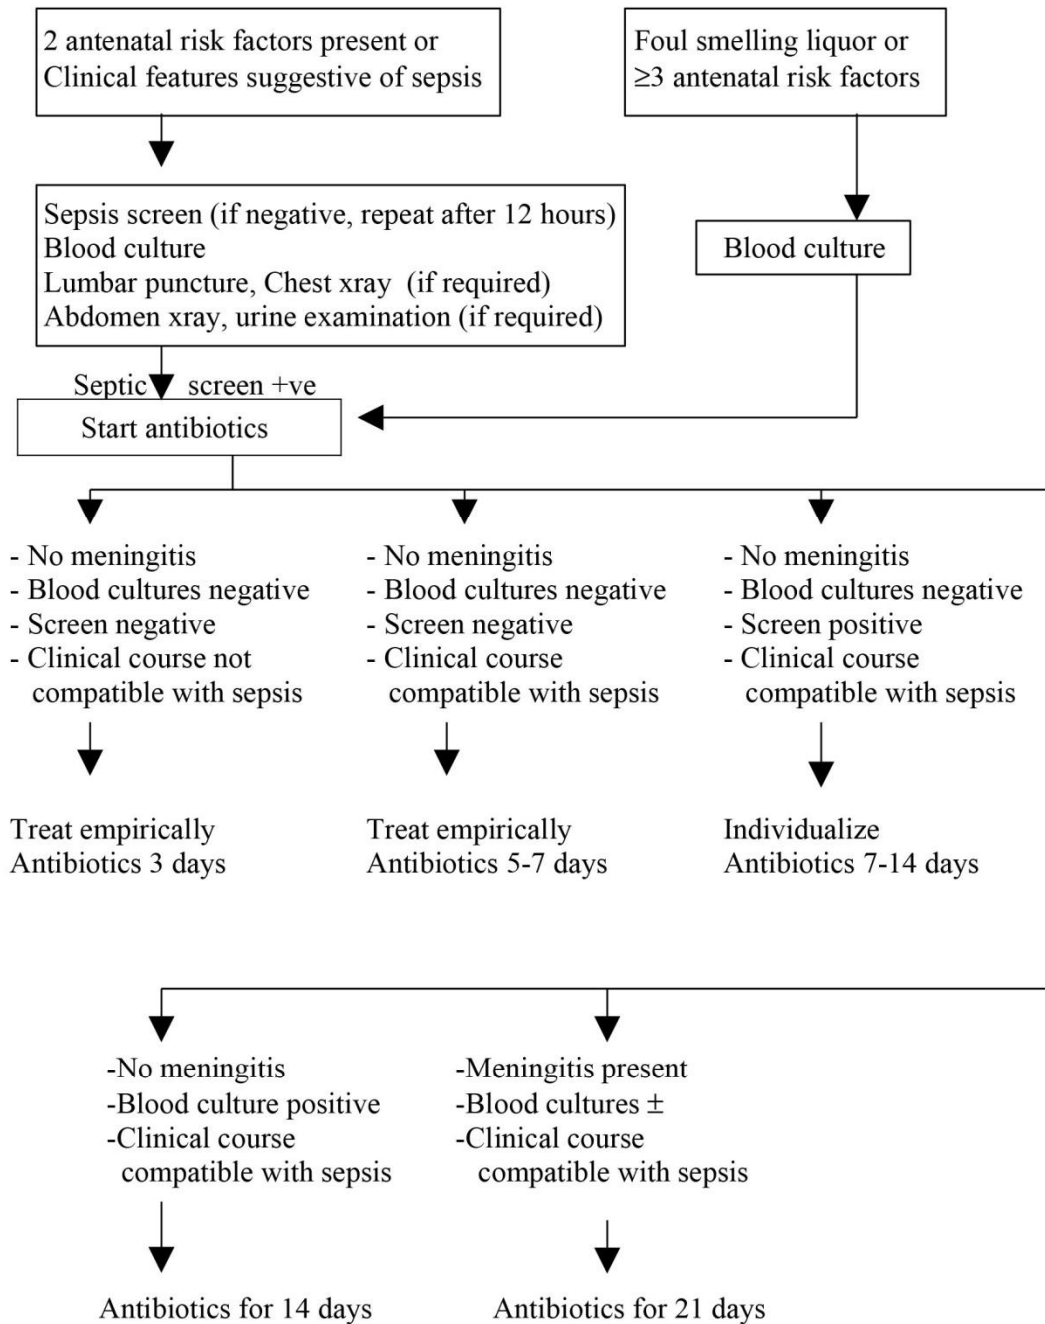 2 antenatal risk factors present or
Clinical features suggestive of sepsis
Foul smelling liquor or
≥3 antenatal risk factors
Sepsis screen (if negative, repeat after 12 hours)
Blood culture
Lumbar puncture, Chest xray (if required)
Abdomen xray, urine examination (if required)
Blood culture
Septic screen +ve
Start antibiotics
- No meningitis
- Blood cultures negative
- Screen negative
- Clinical course not
compatible with sepsis
- No meningitis
- Blood cultures negative
- Screen negative
- Clinical course
compatible with sepsis
- No meningitis
- Blood cultures negative
- Screen positive
- Clinical course
compatible with sepsis
Treat empirically
Antibiotics 3 days
Treat empirically
Antibiotics 5-7 days
Individualize
Antibiotics 7-14 days
-No meningitis
-Blood culture positive
-Clinical course
compatible with sepsis
-Meningitis present
-Blood cultures ±
-Clinical course
compatible with sepsis
Antibiotics for 14 days
Antibiotics for 21 days